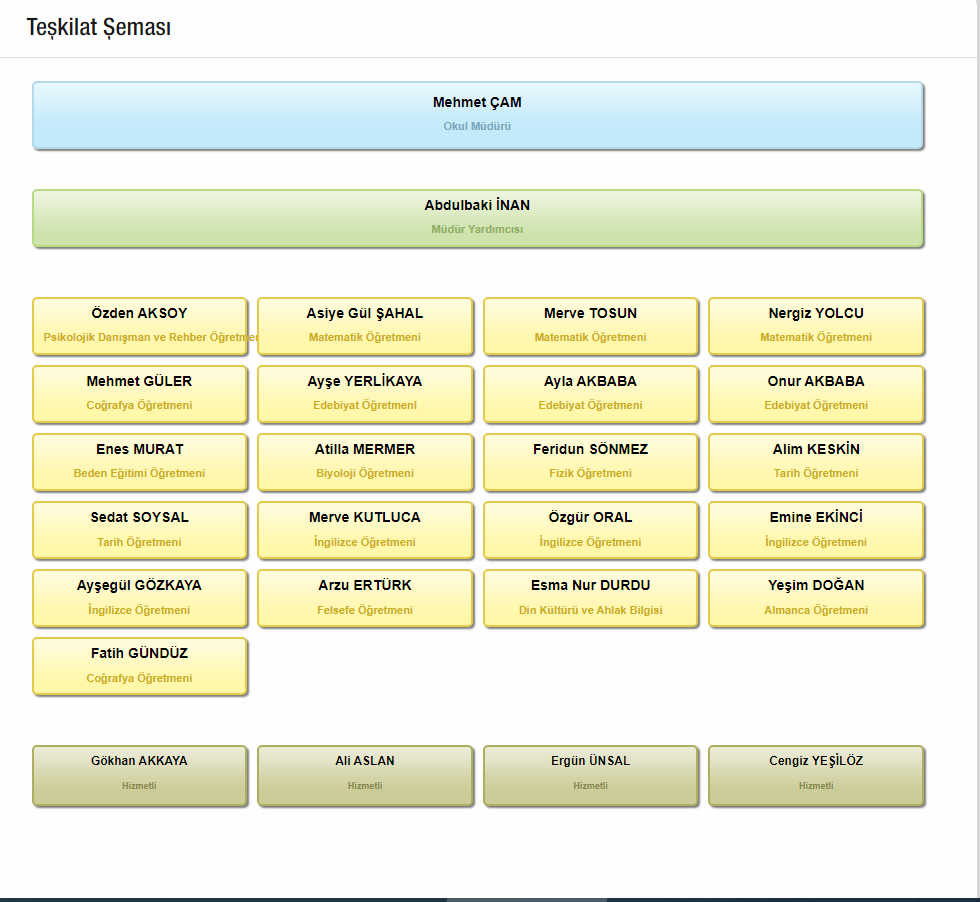 Teşkilat Şeması
Mehmet ÇAM
Okul Müdürü
Abdulbaki İNAN
Müdür Yardımcısı
Özden AKSOY
Psikolojik Danışman ve Rehber Öğretmen
Asiye Gül ŞAHAL
Matematik Öğretmeni
Merve TOSUN
Matematik Öğretmeni
Nergiz YOLCU
Matematik Öğretmeni
Mehmet GÜLER
Coğrafya Öğretmeni
Ayşe YERLİKAYA
Edebiyat ÖğretmenI
Ayla AKBABA
Edebiyat Öğretmeni
Onur AKBABA
Edebiyat Öğretmeni
Enes MURAT
Beden Eğitimi Öğretmeni
Atilla MERMER
Biyoloji Öğretmeni
Feridun SÖNMEZ
Fizik Öğretmeni
Alim KESKİN
Tarih Öğretmeni
Sedat SOYSAL
Tarih Öğretmeni
Merve KUTLUCA
İngilizce Öğretmeni
Özgür ORAL
İngilizce Öğretmeni
Emine EKİNCİ
İngilizce Öğretmeni
Ayşegül GÖZKAYA
İngilizce Öğretmeni
Arzu ERTÜRK
Felsefe Öğretmeni
Esma Nur DURDU
Din Kültürü ve Ahlak Bilgisi
Yeşim DOĞAN
Almanca Öğretmeni
Fatih GÜNDÜZ
Coğrafya Öğretmeni
Gökhan AKKAYA
Hizmetli
Ali ASLAN
Hizmetli
Ergün ÜNSAL
Hizmetli
Cengiz YEŞİLÖZ
Hizmetli